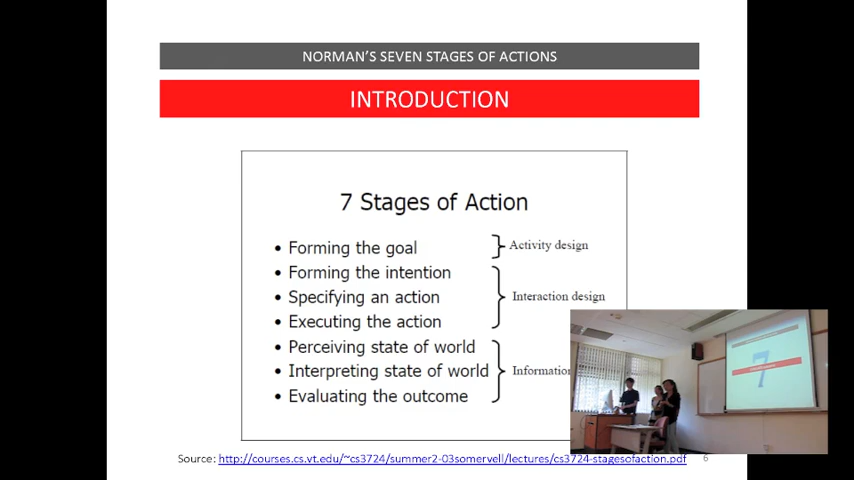 NORMAN'S SEVEN STAGES OF ACTIONS
INTRODUCTION
7 Stages of Action
• Forming the goal
• Forming the intention
• Specifying an action
• Executing the action
• Perceiving state of world
• Interpreting state of world
• Evaluating the outcome
Activity design
Interaction design
Information
7
Source: http://courses.cs.vt.edu/~cs3724/summer2-03somervell/lectures/cs3724-stagesofaction.pdf
6